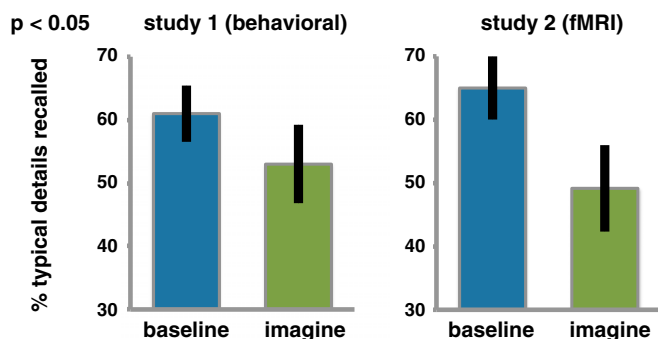 p < 0.05
study 1 (behavioral)
study 2 (fMRI)
% typical details recalled
70
60
50
40
30
baseline
imagine
70
60
50
40
30
baseline
imagine